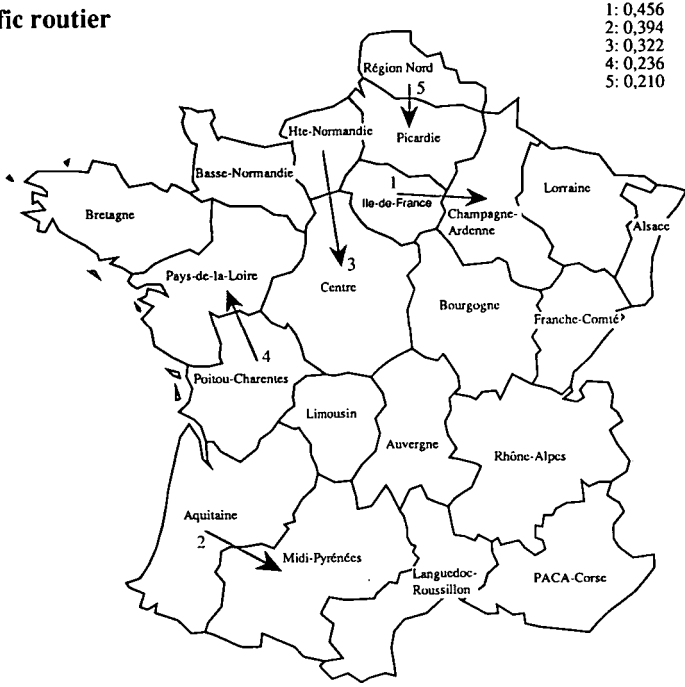 fic routier
1: 0,456
2: 0,394
3: 0,322
4: 0,236
5: 0,210
Région Nord
5
Hte-Normandie
Picardie
Basse-Normandie
1
Ile-de-France
Lorraine
Champagne-
Ardenne
Alsace
Bretagne
Pays-de-la-Loire
3
Centre
Bourgogne
Franche-Comté
4
Poitou-Charentes
Limousin
Auvergne
Rhône-Alpes
Aquitaine
2
Midi-Pyrénées
Languedoc-
Roussillon
PACA-Corse